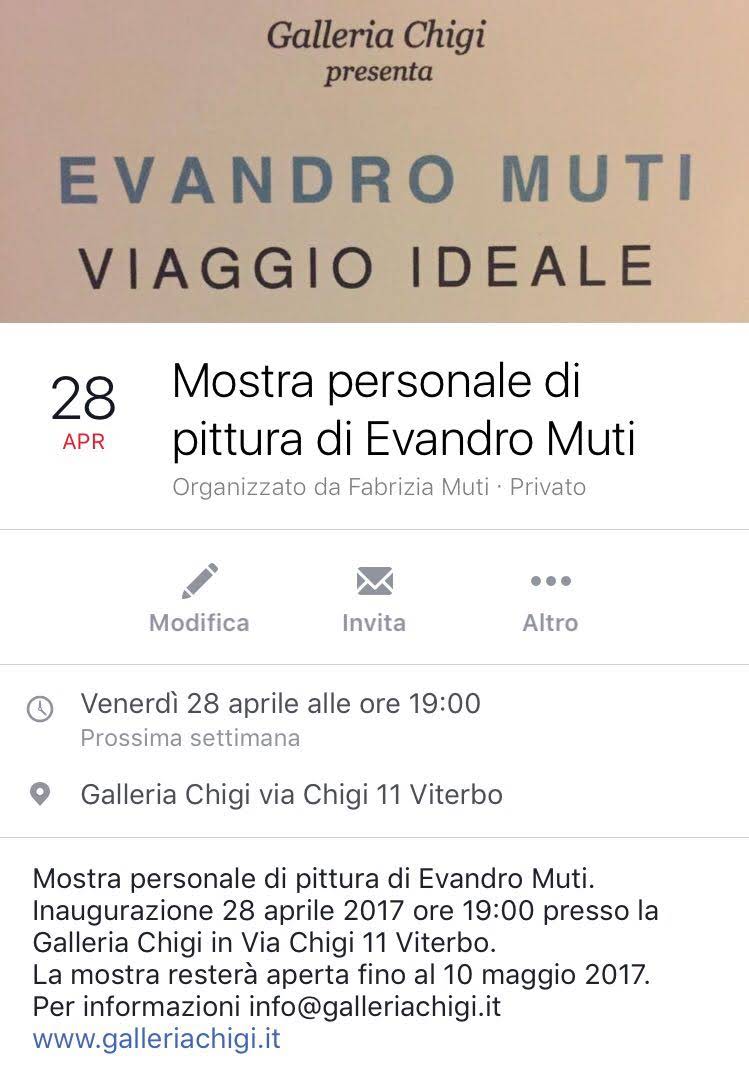 Galleria Chigi
presenta
EVANDRO MUTI
VIAGGIO IDEALE
28
APR
Mostra personale di
pittura di Evandro Muti
Organizzato da Fabrizia Muti · Privato
Modifica
Invita
Altro
Venerdì 28 aprile alle ore 19:00
Prossima settimana
Galleria Chigi via Chigi 11 Viterbo
Mostra personale di pittura di Evandro Muti.
Inaugurazione 28 aprile 2017 ore 19:00 presso la
Galleria Chigi in Via Chigi 11 Viterbo.
La mostra resterà aperta fino al 10 maggio 2017.
Per informazioni info@galleriachigi.it
www.galleriachigi.it